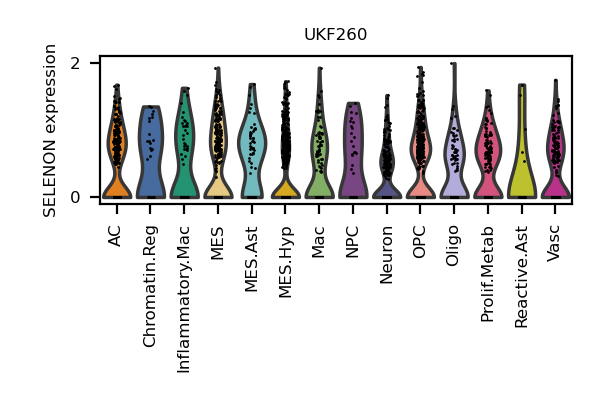 UKF260
SELENON expression
2
0
AC
Chromatin.Reg
Inflammatory.Mac
MES
MES.Ast
MES.Hyp
Mac
NPC
Neuron
OPC
Oligo
Prolif.Metab
Reactive.Ast
Vasc